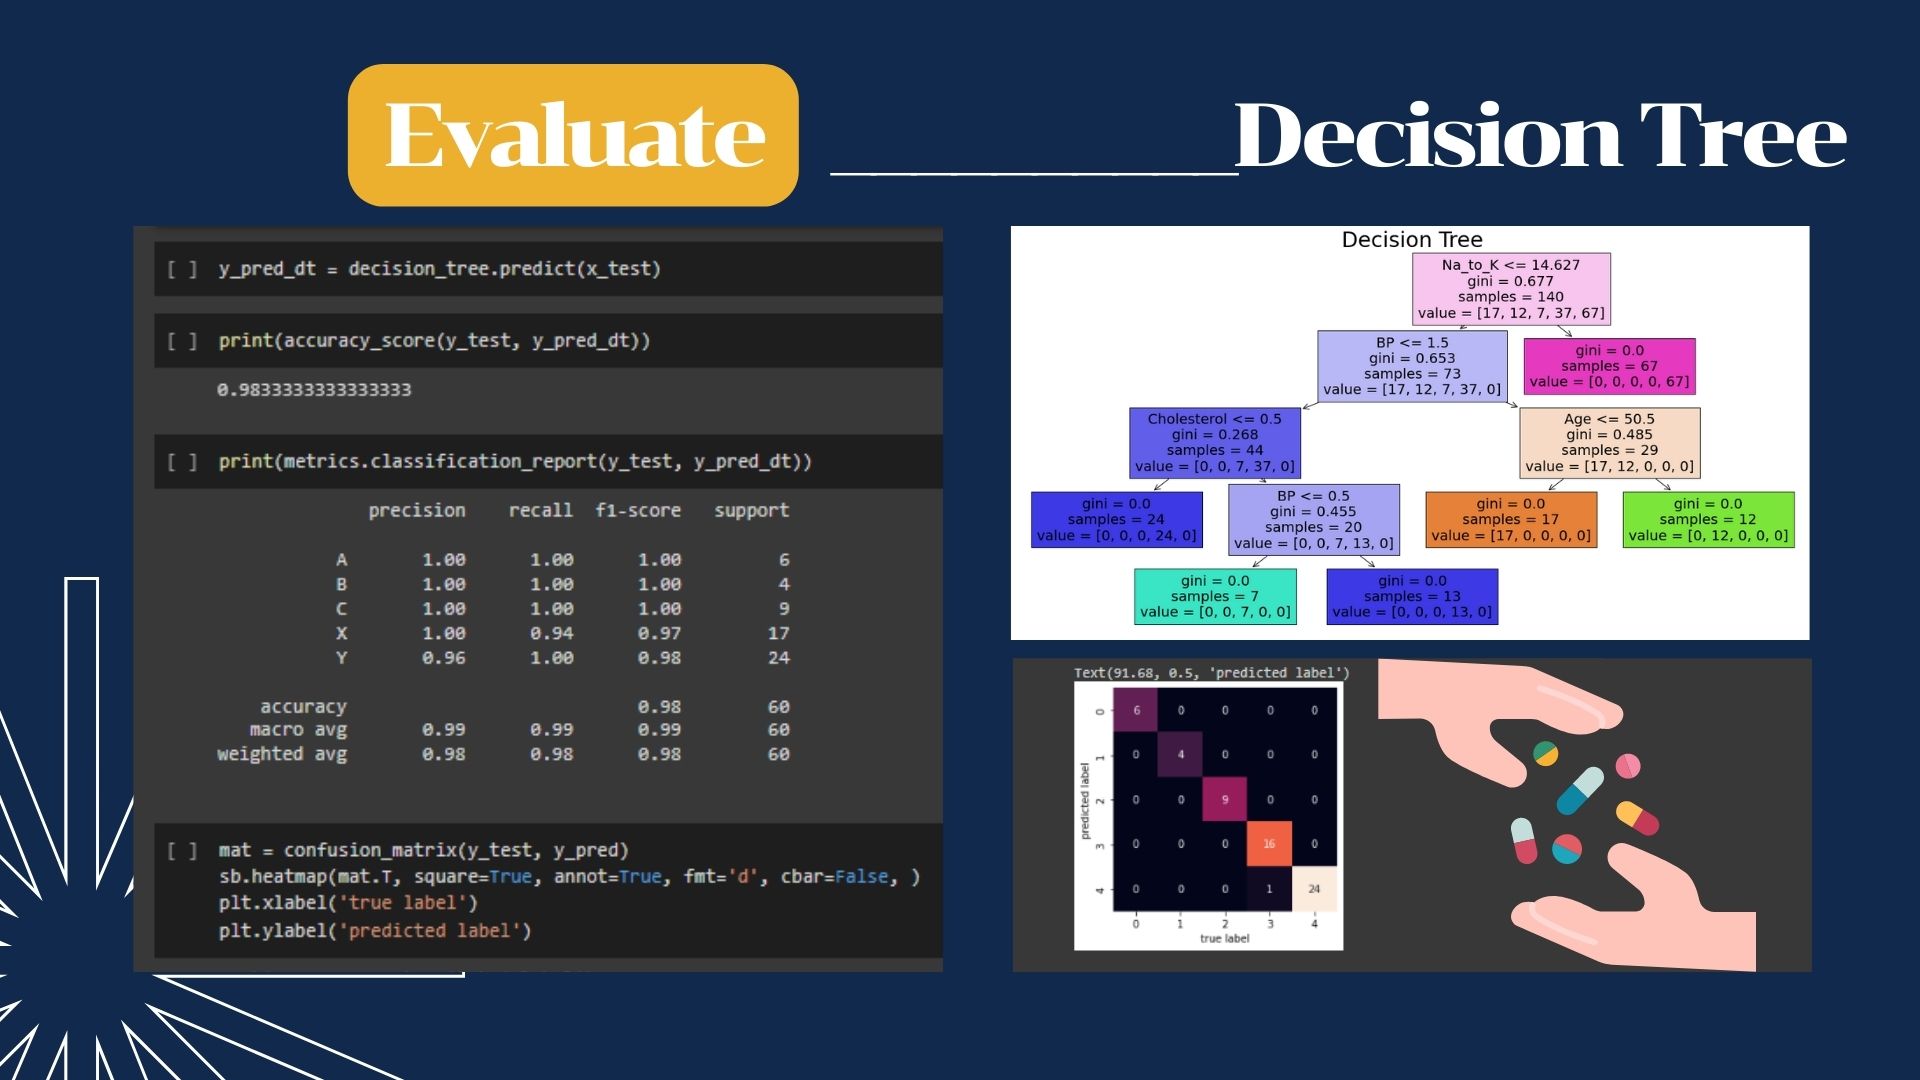 Evaluate
Decision Tree
[ ] y_pred_dt = decision_tree.predict(x_test)
[ ] print(accuracy_score(y_test, y_pred_dt))
0.9833333333333333
[ ] print(metrics.classification_report(y_test, y_pred_dt))
precision recall f1-score support
A 1.00 1.00 1.00 6
B 1.00 1.00 1.00 4
C 1.00 1.00 1.00 9
X 1.00 0.94 0.97 17
Y 0.96 1.00 0.98 24
accuracy 0.98 60
macro avg 0.99 0.99 0.99 60
weighted avg 0.98 0.98 0.98 60
[ ] mat = confusion_matrix(y_test, y_pred)
sb.heatmap(mat.T, square=True, annot=True, fmt='d', cbar=False, )
plt.xlabel('true label')
plt.ylabel('predicted label')
Decision Tree
Na_to_K <= 14.627
gini = 0.677
samples = 140
value = [17, 12, 7, 37, 67]
BP <= 1.5
gini = 0.653
samples = 73
value = [17, 12, 7, 37, 0]
gini = 0.0
samples = 67
value = [0, 0, 0, 0, 67]
Cholesterol <= 0.5
gini = 0.268
samples = 44
value = [0, 0, 7, 37, 0]
Age <= 50.5
gini = 0.485
samples = 29
value = [17, 12, 0, 0, 0]
gini = 0.0
samples = 24
value = [0, 0, 0, 24, 0]
BP <= 0.5
gini = 0.455
samples = 20
value = [0, 0, 7, 13, 0]
gini = 0.0
samples = 17
value = [17, 0, 0, 0, 0]
gini = 0.0
samples = 12
value = [0, 12, 0, 0, 0]
gini = 0.0
samples = 7
value = [0, 0, 7, 0, 0]
gini = 0.0
samples = 13
value = [0, 0, 0, 13, 0]
Text(91.68, 0.5, 'predicted label')
predicted label
0 6 0 0 0 0
1 0 4 0 0 0
2 0 0 9 0 0
3 0 0 0 16 0
4 0 0 0 1 24
0 1 2 3 4
true label